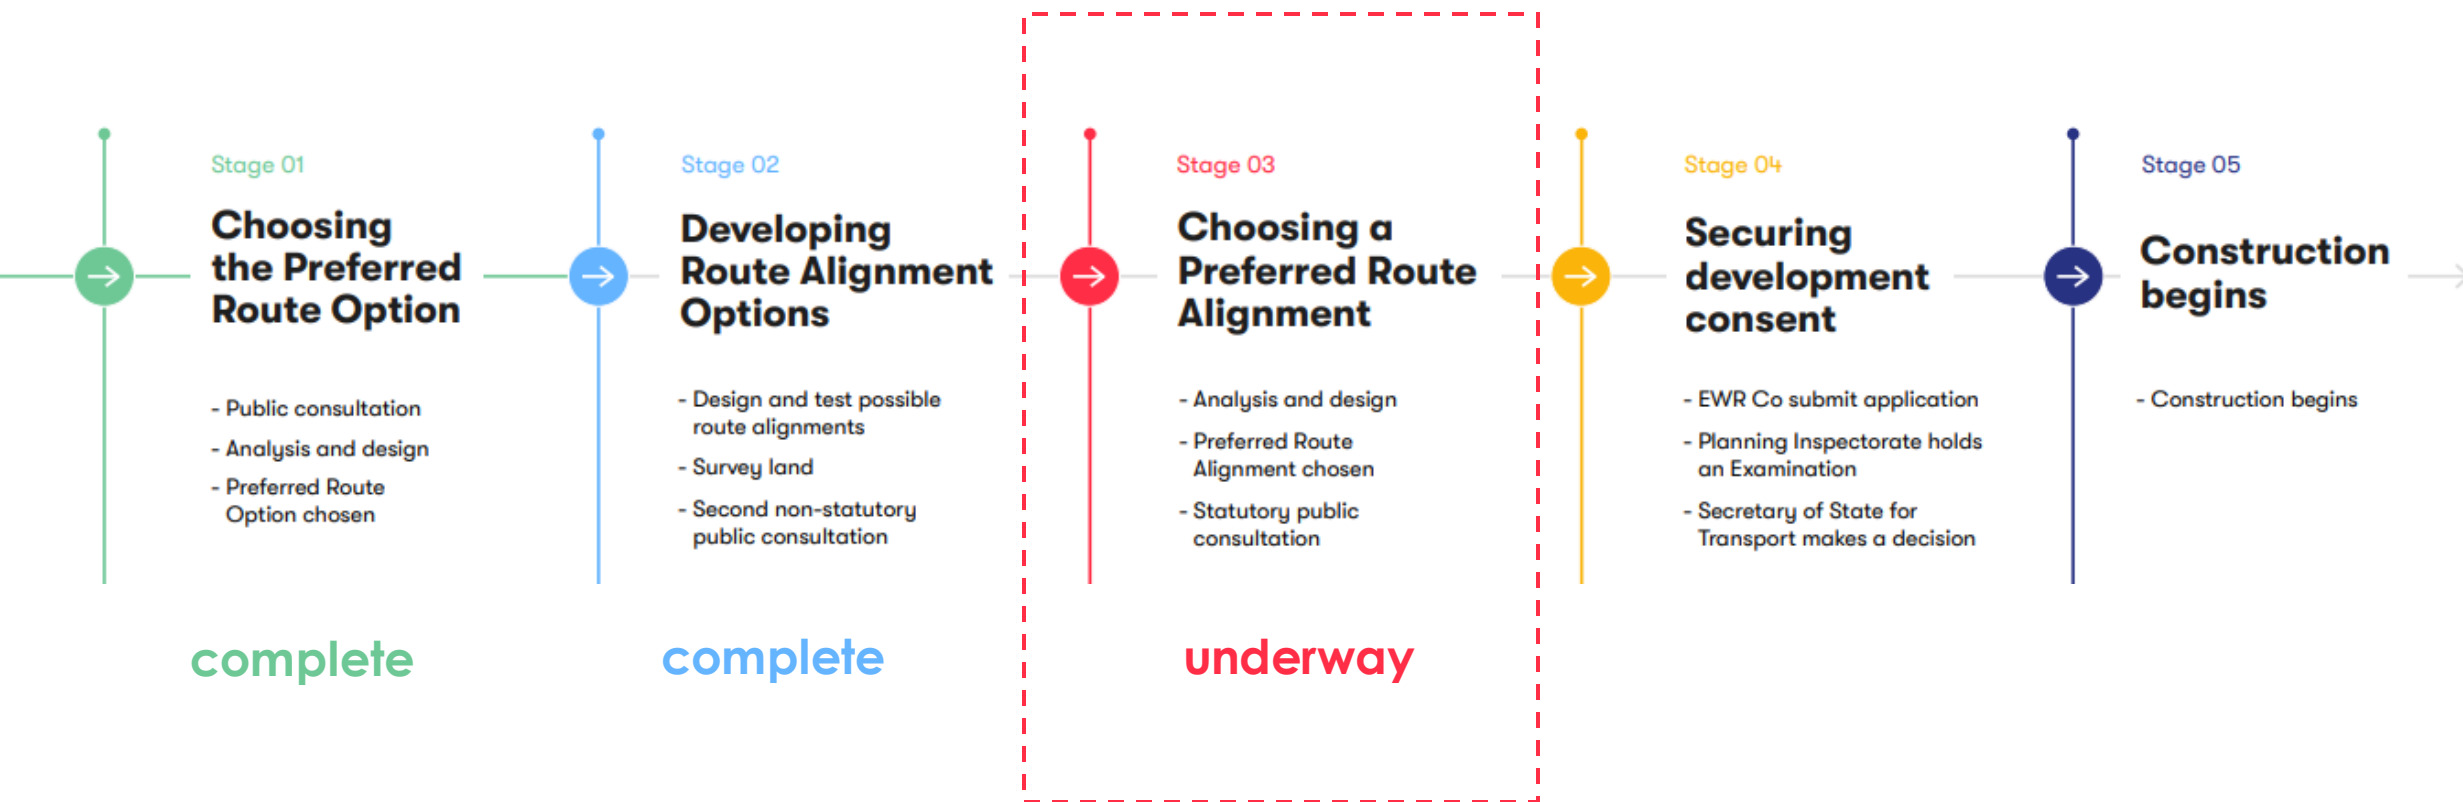 Stage 01
Choosing
the Preferred
Route Option
- Public consultation
- Analysis and design
- Preferred Route
Option chosen
complete
Stage 02
Developing
Route Alignment
Options
- Design and test possible
route alignments
- Survey land
- Second non-statutory
public consultation
complete
Stage 03
Choosing a
Preferred Route
Alignment
- Analysis and design
- Preferred Route
Alignment chosen
- Statutory public
consultation
underway
Stage 04
Securing
development
consent
- EWR Co submit application
- Planning Inspectorate holds
an Examination
- Secretary of State for
Transport makes a decision
Stage 05
Construction
begins
- Construction begins